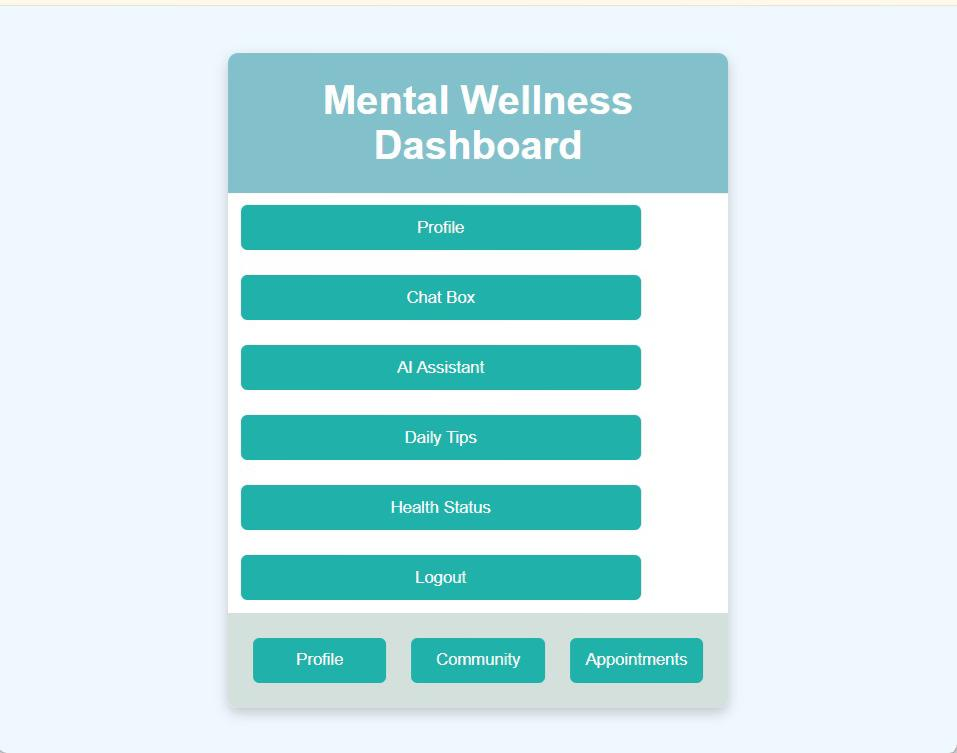 Mental Wellness
Dashboard
Profile
Chat Box
AI Assistant
Daily Tips
Health Status
Logout
Profile
Community
Appointments